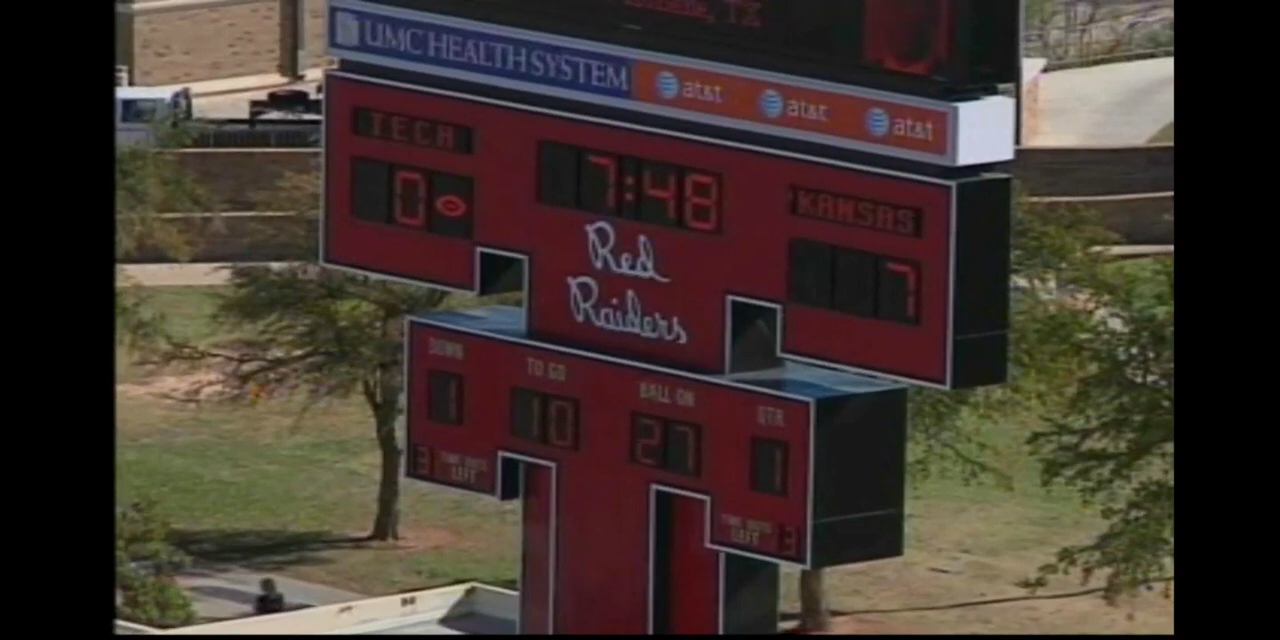 TX
UMC HEALTH SYSTEM at&t at&t at&t
TECH 7:48 KANSAS
0 7
Red
Raiders
DOWN TO GO BALL ON QTR
1 10 27 1
3 TIME OUTS LEFT
TIME OUTS LEFT 3